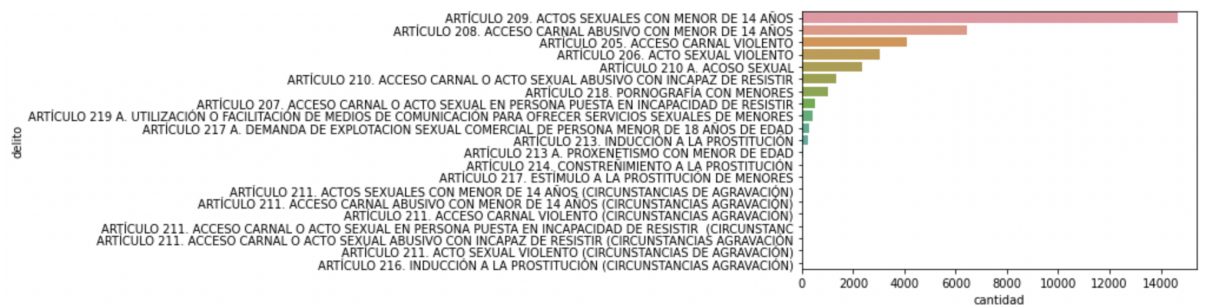 ARTÍCULO 209. ACTOS SEXUALES CON MENOR DE 14 AÑOS
ARTÍCULO 208. ACCESO CARNAL ABUSIVO CON MENOR DE 14 AÑOS
ARTÍCULO 205. ACCESO CARNAL VIOLENTO
ARTÍCULO 206. ACTO SEXUAL VIOLENTO
ARTÍCULO 210 A. ACOSO SEXUAL
ARTÍCULO 210. ACCESO CARNAL O ACTO SEXUAL ABUSIVO CON INCAPAZ DE RESISTIR
ARTÍCULO 218. PORNOGRAFÍA CON MENORES
ARTÍCULO 207. ACCESO CARNAL O ACTO SEXUAL EN PERSONA PUESTA EN INCAPACIDAD DE RESISTIR
ARTÍCULO 219 A. UTILIZACIÓN O FACILITACIÓN DE MEDIOS DE COMUNICACIÓN PARA OFRECER SERVICIOS SEXUALES DE MENORES
ARTÍCULO 217 A. DEMANDA DE EXPLOTACION SEXUAL COMERCIAL DE PERSONA MENOR DE 18 AÑOS DE EDAD
ARTÍCULO 213. INDUCCIÓN A LA PROSTITUCIÓN
ARTÍCULO 213 A. PROXENETISMO CON MENOR DE EDAD
ARTÍCULO 214. CONSTREÑIMIENTO A LA PROSTITUCIÓN
ARTÍCULO 217. ESTÍMULO A LA PROSTITUCIÓN DE MENORES
ARTÍCULO 211. ACTOS SEXUALES CON MENOR DE 14 AÑOS (CIRCUNSTANCIAS DE AGRAVACIÓN)
ARTÍCULO 211. ACCESO CARNAL ABUSIVO CON MENOR DE 14 AÑOS (CIRCUNSTANCIAS AGRAVACIÓN)
ARTÍCULO 211. ACCESO CARNAL VIOLENTO (CIRCUNSTANCIAS AGRAVACIÓN)
ARTÍCULO 211. ACCESO CARNAL O ACTO SEXUAL EN PERSONA PUESTA EN INCAPACIDAD DE RESISTIR (CIRCUNSTANC
ARTÍCULO 211. ACCESO CARNAL O ACTO SEXUAL ABUSIVO CON INCAPAZ DE RESISTIR (CIRCUNSTANCIAS AGRAVACIÓN
ARTÍCULO 211. ACTO SEXUAL VIOLENTO (CIRCUNSTANCIAS DE AGRAVACIÓN)
ARTÍCULO 216. INDUCCIÓN A LA PROSTITUCIÓN (CIRCUNSTANCIAS AGRAVACIÓN)
delito
0 2000 4000 6000 8000 10000 12000 14000
cantidad